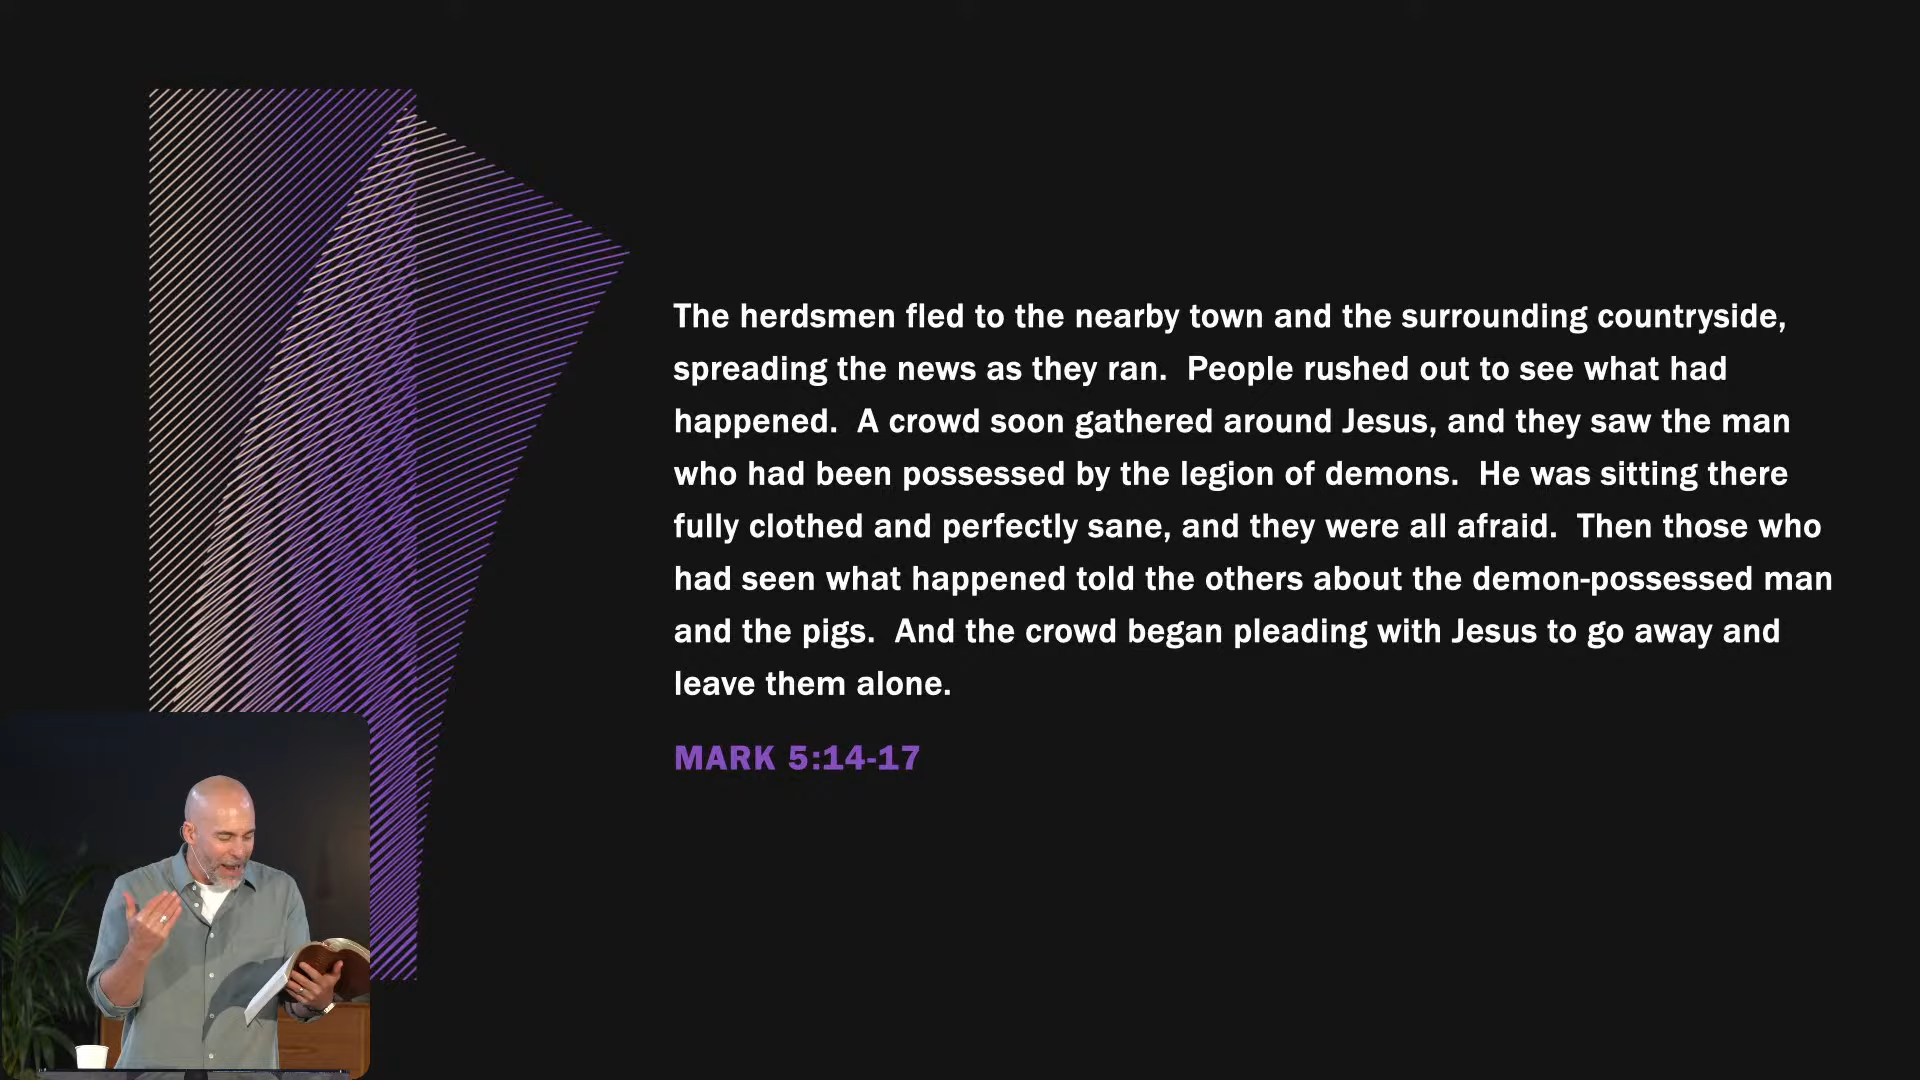 The herdsmen fled to the nearby town and the surrounding countryside,
spreading the news as they ran.  People rushed out to see what had
happened.  A crowd soon gathered around Jesus, and they saw the man
who had been possessed by the legion of demons.  He was sitting there
fully clothed and perfectly sane, and they were all afraid.  Then those who
had seen what happened told the others about the demon-possessed man
and the pigs.  And the crowd began pleading with Jesus to go away and
leave them alone.
MARK 5:14-17